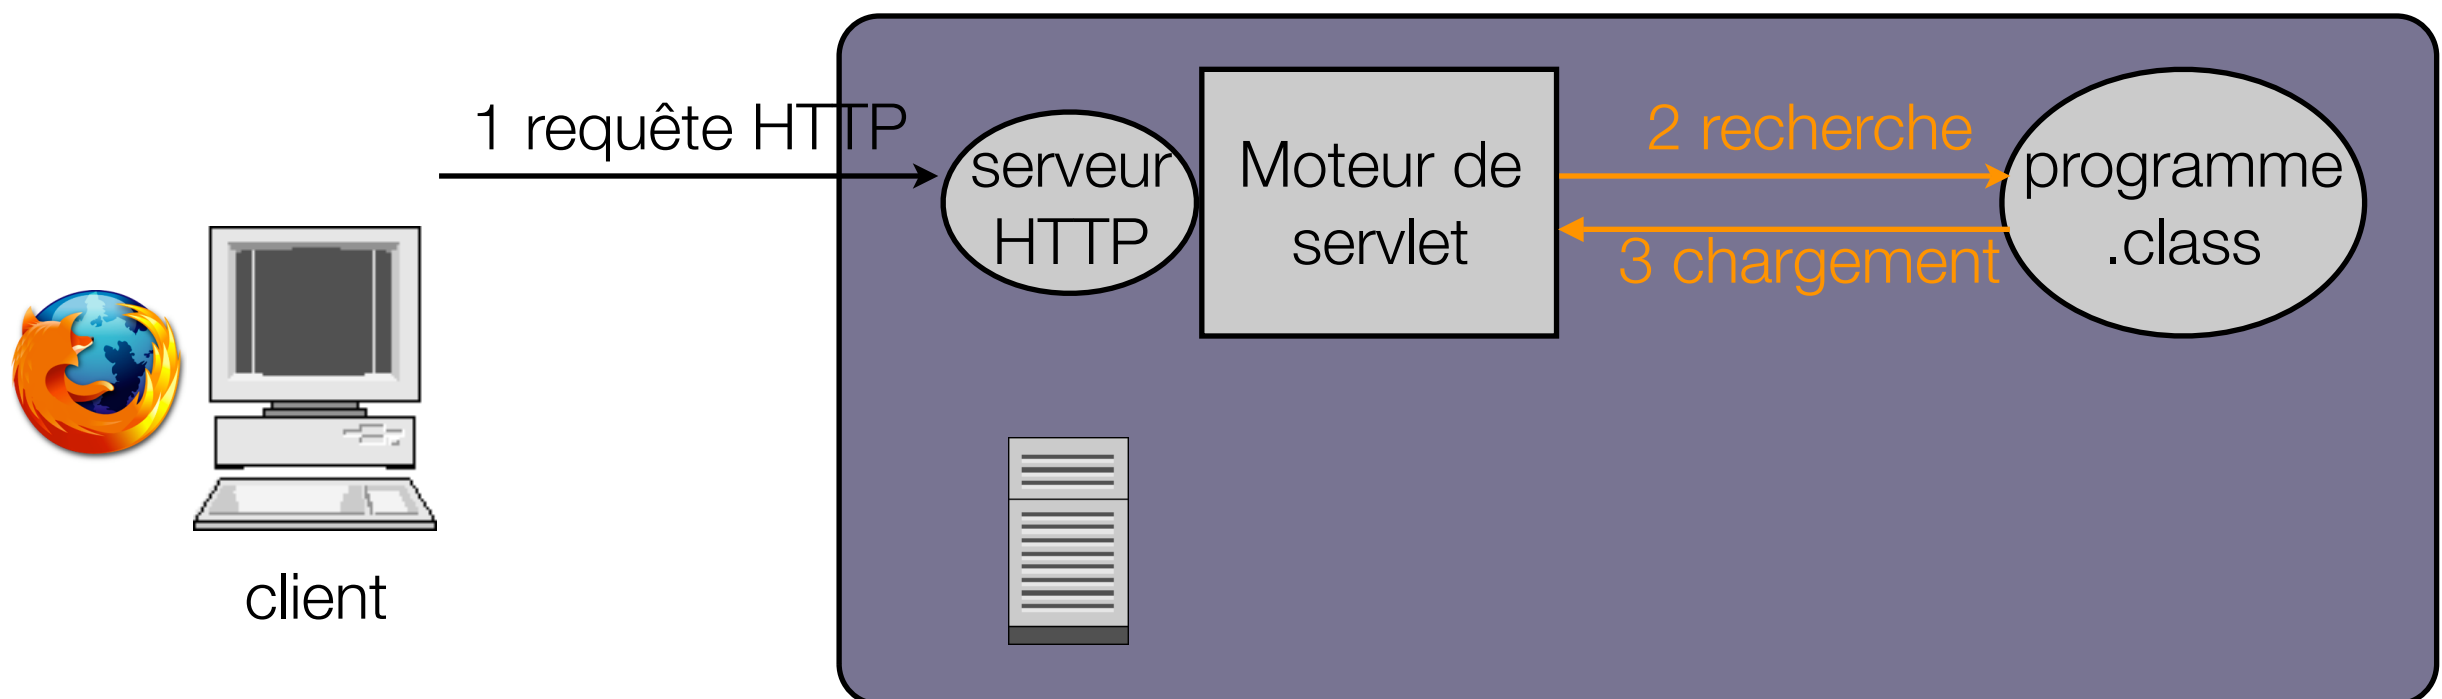 1 requête HTTP
serveur
HTTP
Moteur de
servlet
2 recherche
3 chargement
programme
.class
client